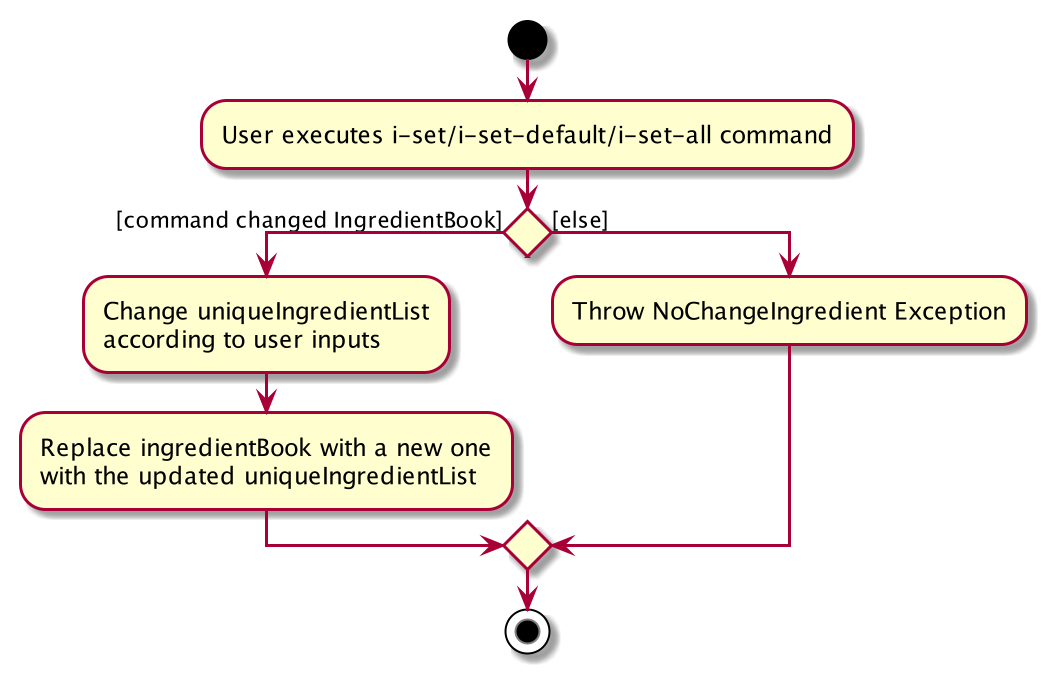 User executes i-set/i-set-default/i-set-all command
[command changed IngredientBook]
[else]
Change uniqueIngredientList
according to user inputs
Throw NoChangeIngredient Exception
Replace ingredientBook with a new one
with the updated uniqueIngredientList